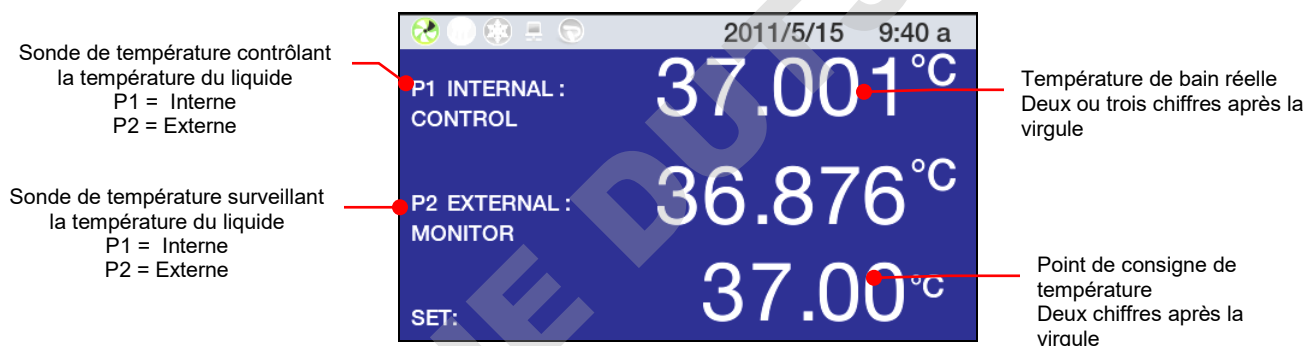 2011/5/15 9:40 a
Sonde de température contrôlant
la température du liquide
P1 = Interne
P2 = Externe
P1 INTERNAL :
CONTROL
37.001°C
Température de bain réelle
Deux ou trois chiffres après la
virgule
Sonde de température surveillant
la température du liquide
P1 = Interne
P2 = Externe
P2 EXTERNAL :
MONITOR
36.876°C
SET:
37.00°C
Point de consigne de
température
Deux chiffres après la
virgule